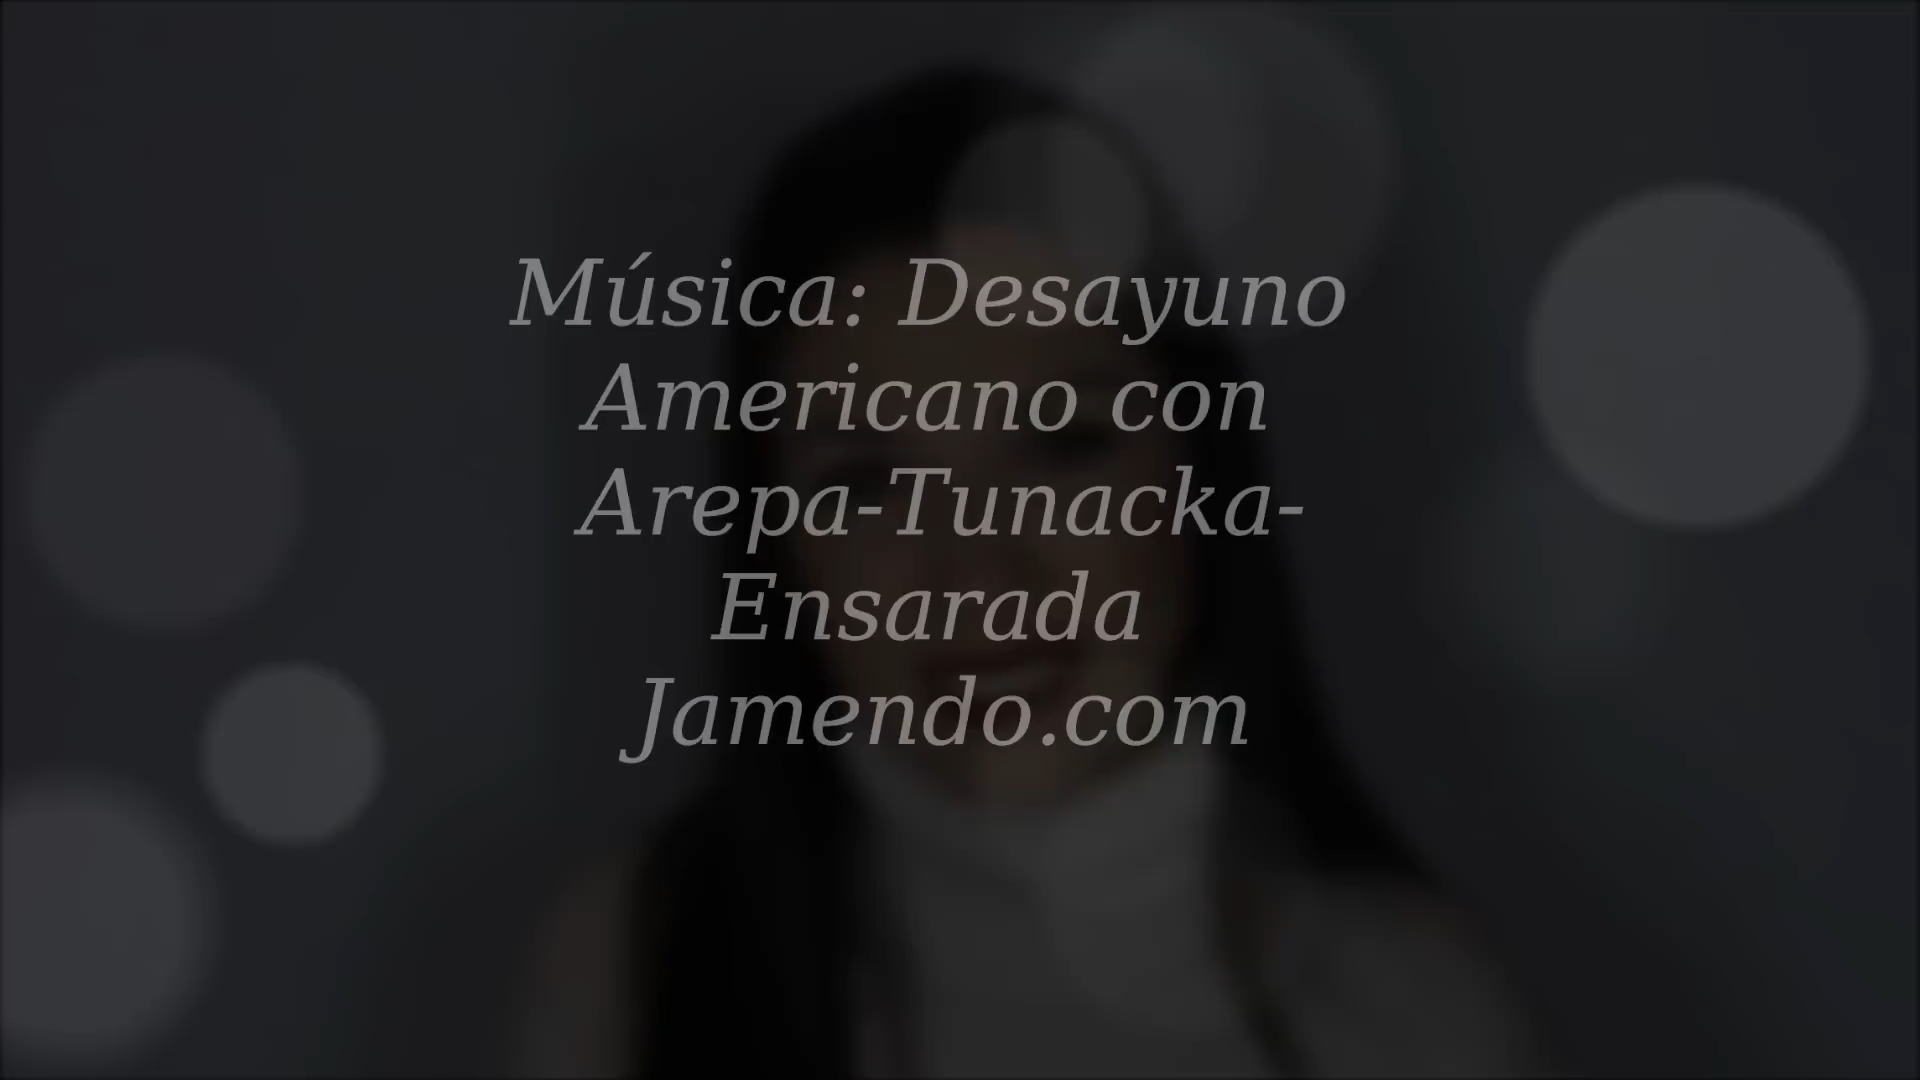 Música: Desayuno
Americano con
Arepa-Tunacka-
Ensarada
Jamendo.com